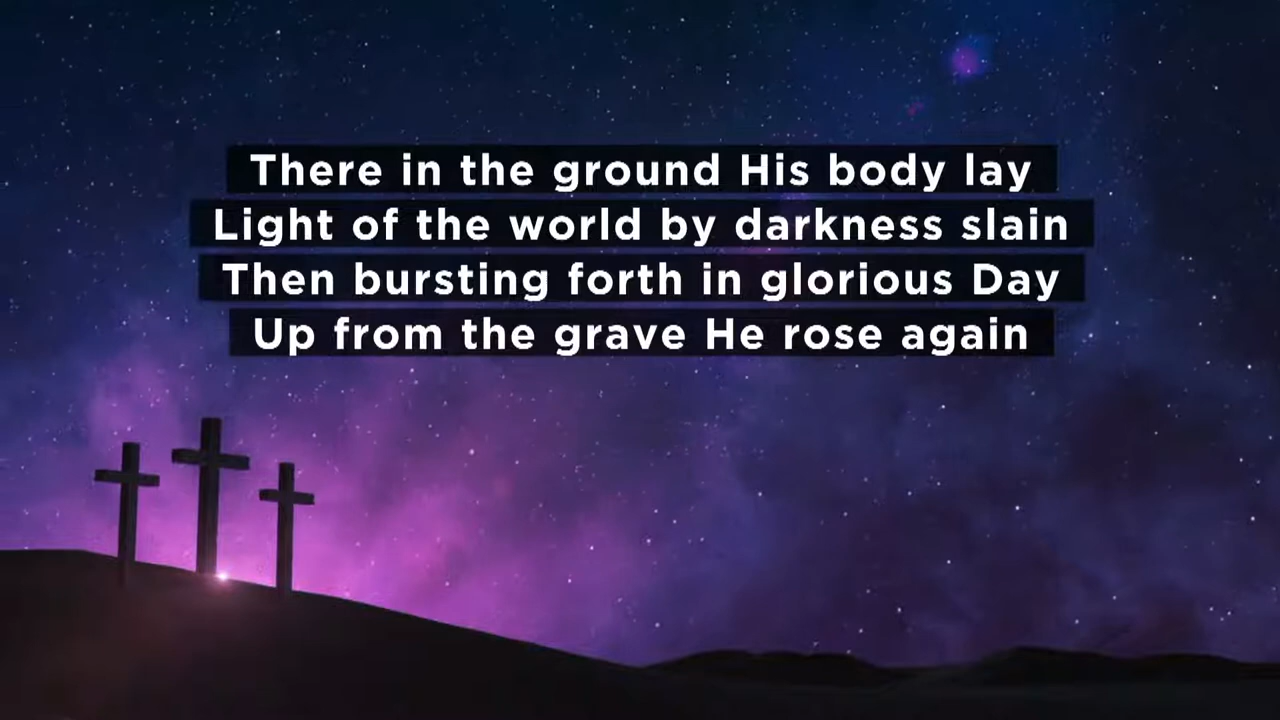 There in the ground His body lay
Light of the world by darkness slain
Then bursting forth in glorious Day
Up from the grave He rose again